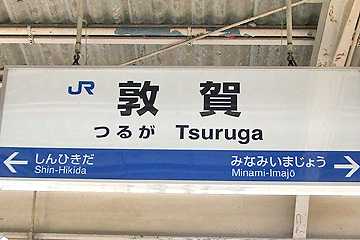 JR 敦賀
つるが Tsuruga
しんひきだ みなみいまじょう
Shin-Hikida Minami-Imajō